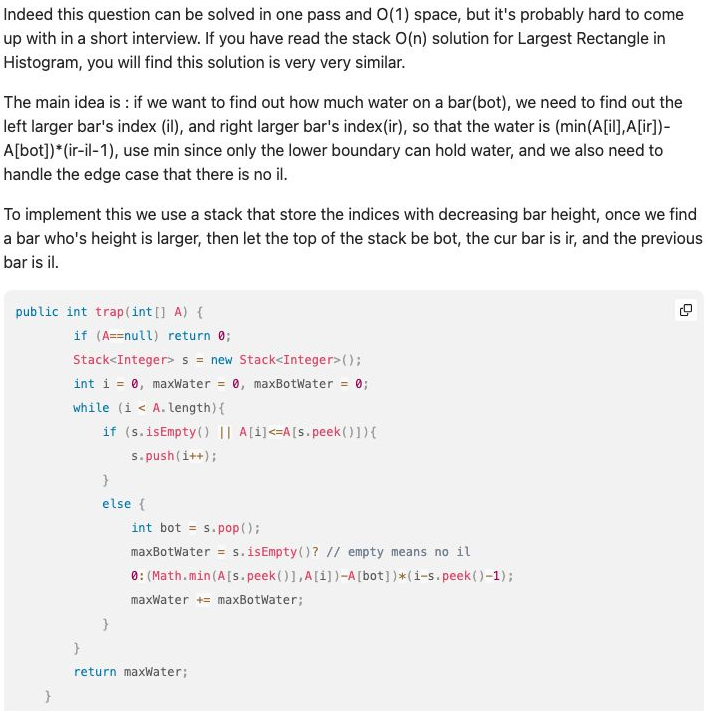 Indeed this question can be solved in one pass and O(1) space, but it's probably hard to come
up with in a short interview. If you have read the stack O(n) solution for Largest Rectangle in
Histogram, you will find this solution is very very similar.
The main idea is : if we want to find out how much water on a bar(bot), we need to find out the
left larger bar's index (il), and right larger bar's index(ir), so that the water is (min(A[il],A[ir])-
A[bot])*(ir-il-1), use min since only the lower boundary can hold water, and we also need to
handle the edge case that there is no il.
To implement this we use a stack that store the indices with decreasing bar height, once we find
a bar who's height is larger, then let the top of the stack be bot, the cur bar is ir, and the previous
bar is il.
public int trap(int[] A) {
if (A==null) return 0;
Stack<Integer> s = new Stack<Integer>();
int i = 0, maxWater = 0, maxBotWater = 0;
while (i < A.length){
if (s.isEmpty() || A[i]<=A[s.peek()]){
s.push(i++);
}
else {
int bot = s.pop();
maxBotWater = s.isEmpty()? // empty means no il
0:(Math.min(A[s.peek()],A[i])-A[bot])*(i-s.peek()-1);
maxWater += maxBotWater;
}
}
return maxWater;
}